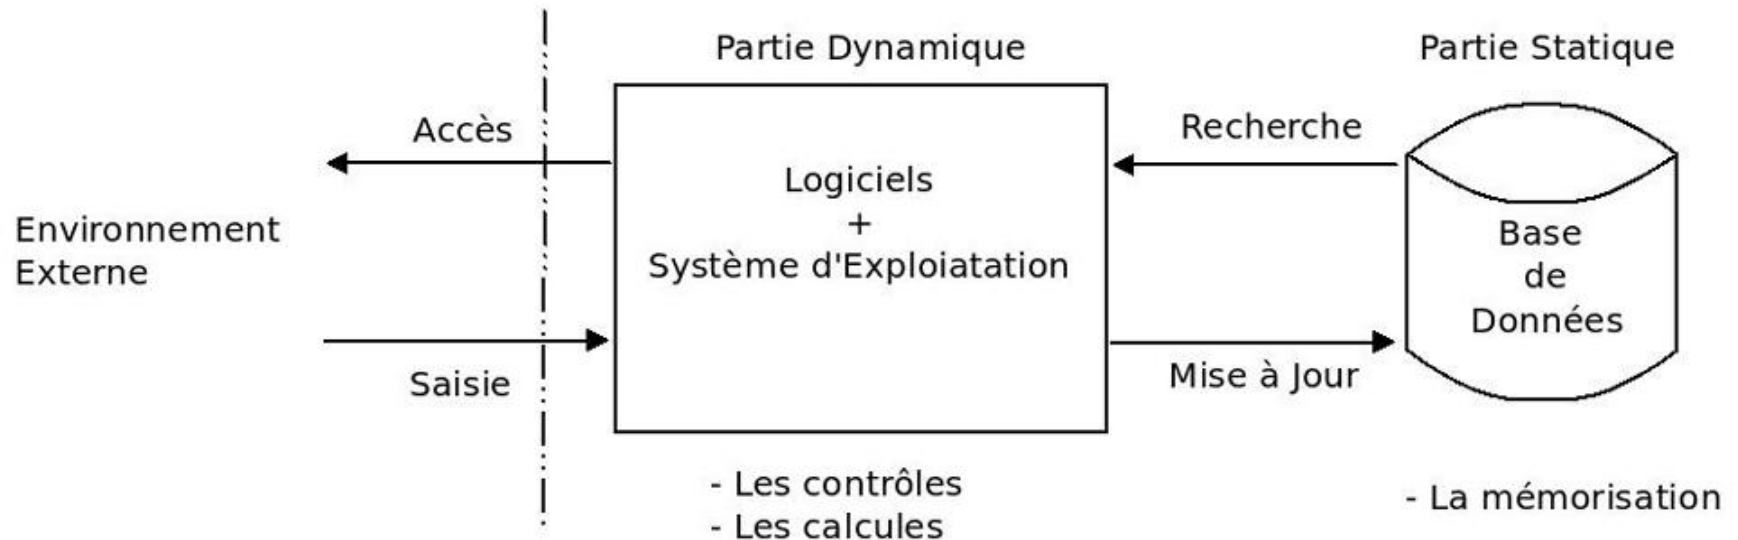 Partie Dynamique
Partie Statique
Accès
Recherche
Environnement
Externe
Logiciels
+
Système d'Exploiatation
Base
de
Données
Saisie
Mise à Jour
- Les contrôles
- Les calcules
- La mémorisation